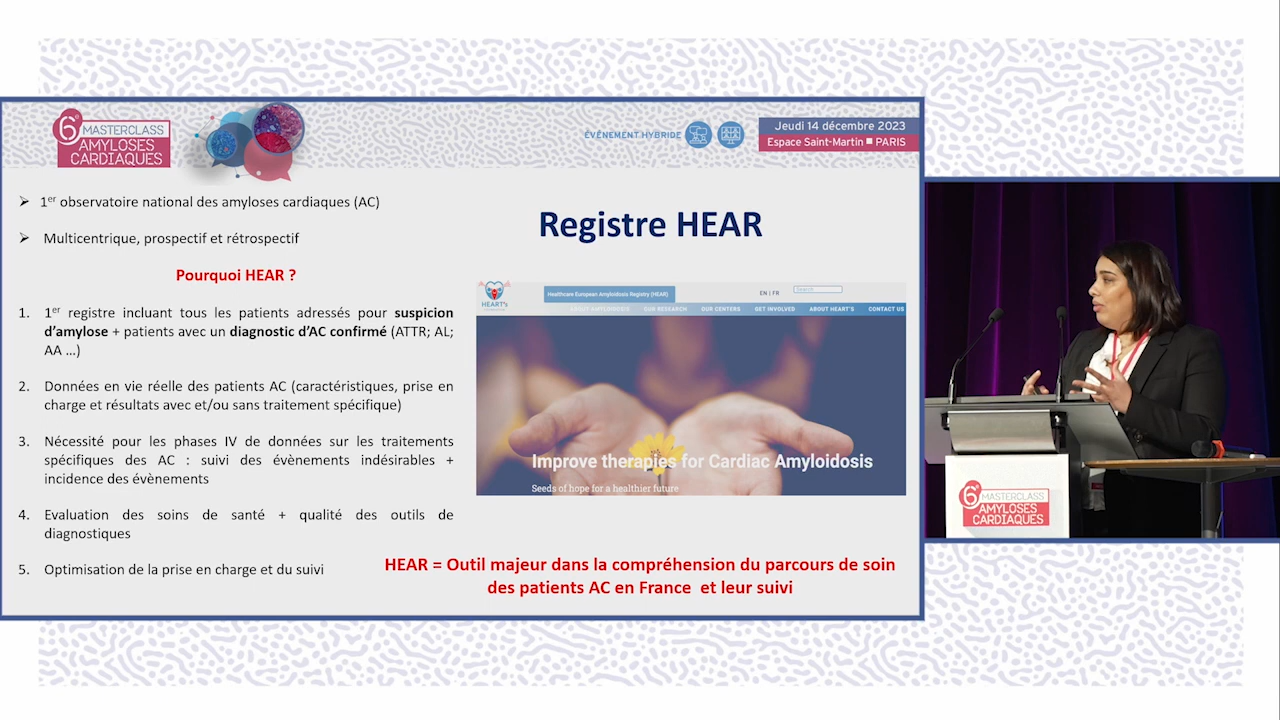 6e
MASTERCLASS
AMYLOSES
CARDIAQUES
ÉVÉNEMENT HYBRIDE
Jeudi 14 décembre 2023
Espace Saint-Martin ■ PARIS
➢ 1er observatoire national des amyloses cardiaques (AC)
➢ Multicentrique, prospectif et rétrospectif
Pourquoi HEAR ?
1. 1er registre incluant tous les patients adressés pour suspicion
d’amylose + patients avec un diagnostic d’AC confirmé (ATTR; AL;
AA ...)
2. Données en vie réelle des patients AC (caractéristiques, prise en
charge et résultats avec et/ou sans traitement spécifique)
3. Nécessité pour les phases IV de données sur les traitements
spécifiques des AC : suivi des évènements indésirables +
incidence des évènements
4. Evaluation des soins de santé + qualité des outils de
diagnostiques
5. Optimisation de la prise en charge et du suivi
Registre HEAR
HEART's
Healthcare European Amyloidosis Registry (HEAR)
EN | FR
Search
ABOUT AMYLOIDOSIS OUR RESEARCH OUR CENTERS GET INVOLVED ABOUT HEART'S CONTACT US
Improve therapies for Cardiac Amyloidosis
Seeds of hope for a healthier future
HEAR = Outil majeur dans la compréhension du parcours de soin
des patients AC en France et leur suivi
6e
MASTERCLASS
AMYLOSES
CARDIAQUES